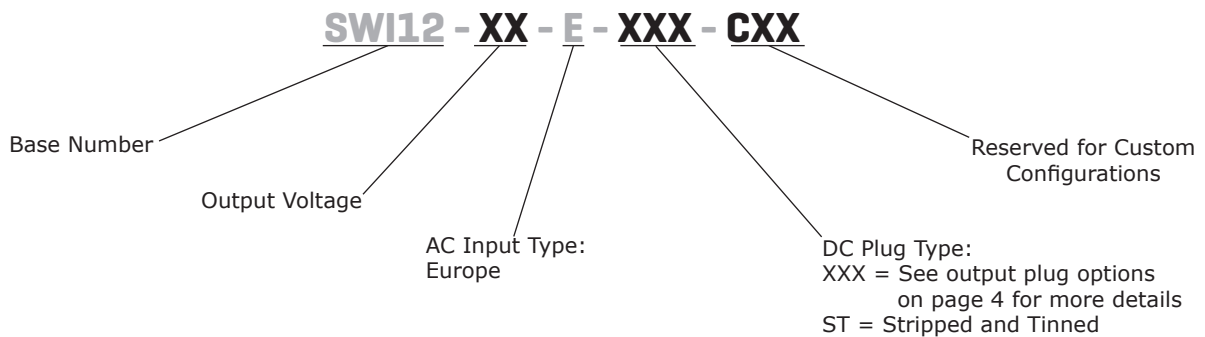 SWI12 - XX - E - XXX - CXX
Base Number
Reserved for Custom
Configurations
Output Voltage
AC Input Type:
Europe
DC Plug Type:
XXX = See output plug options
on page 4 for more details
ST = Stripped and Tinned